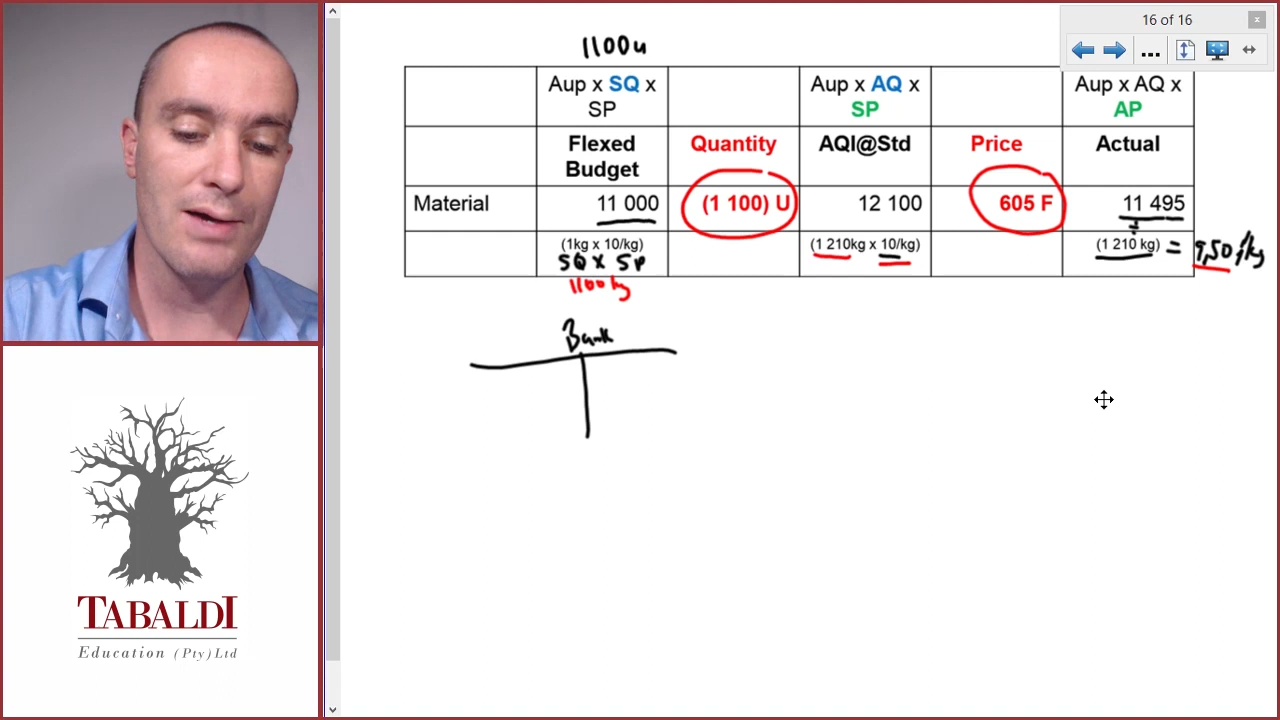 16 of 16
x
...
1100u
Aup x SQ x SP
Aup x AQ x SP
Aup x AQ x AP
Flexed Budget
Quantity
AQI@Std
Price
Actual
Material
11 000
(1 100) U
12 100
605 F
11 495
÷
(1kg x 10/kg)
(1 210kg x 10/kg)
(1 210 kg)
= 9,50/kg
SQ x SP
1100kg
Bank
TABALDI
Education (Pty) Ltd